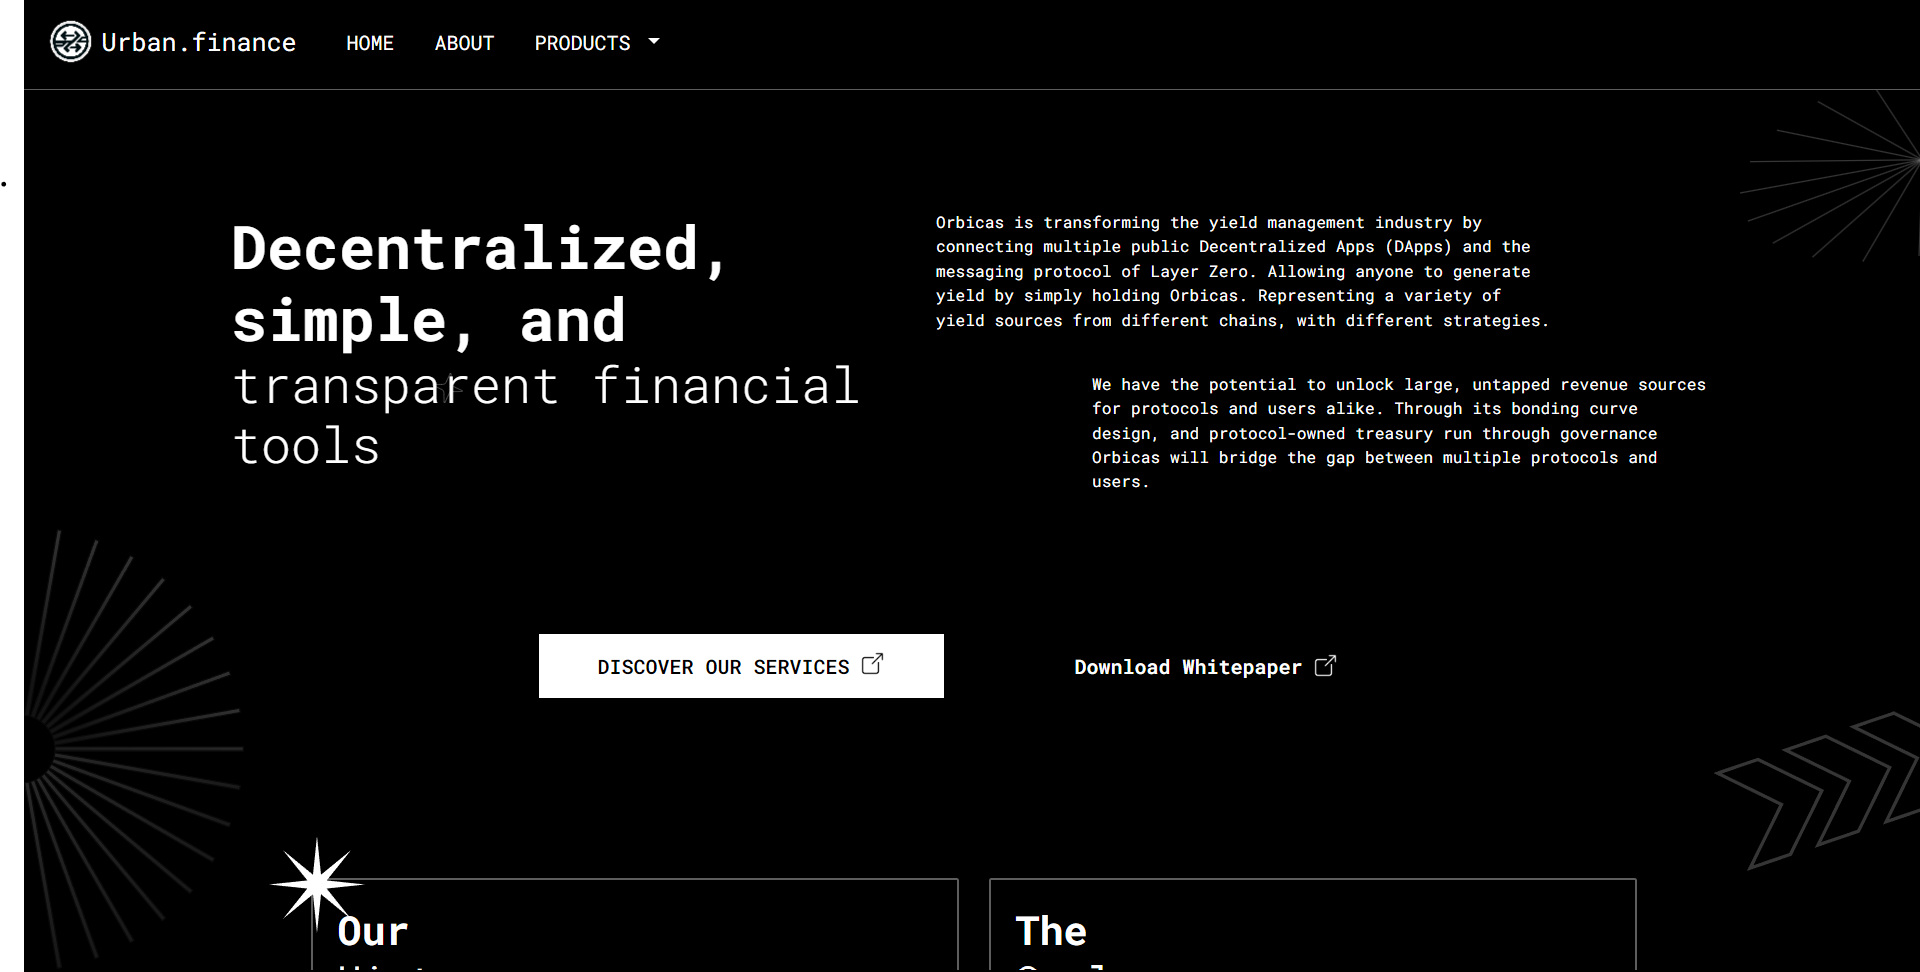 Urban.finance
HOME
ABOUT
PRODUCTS
Decentralized,
simple, and
transparent financial
tools
Orbicas is transforming the yield management industry by
connecting multiple public Decentralized Apps (DApps) and the
messaging protocol of Layer Zero. Allowing anyone to generate
yield by simply holding Orbicas. Representing a variety of
yield sources from different chains, with different strategies.
We have the potential to unlock large, untapped revenue sources
for protocols and users alike. Through its bonding curve
design, and protocol-owned treasury run through governance
Orbicas will bridge the gap between multiple protocols and
users.
DISCOVER OUR SERVICES
Download Whitepaper
Our
The